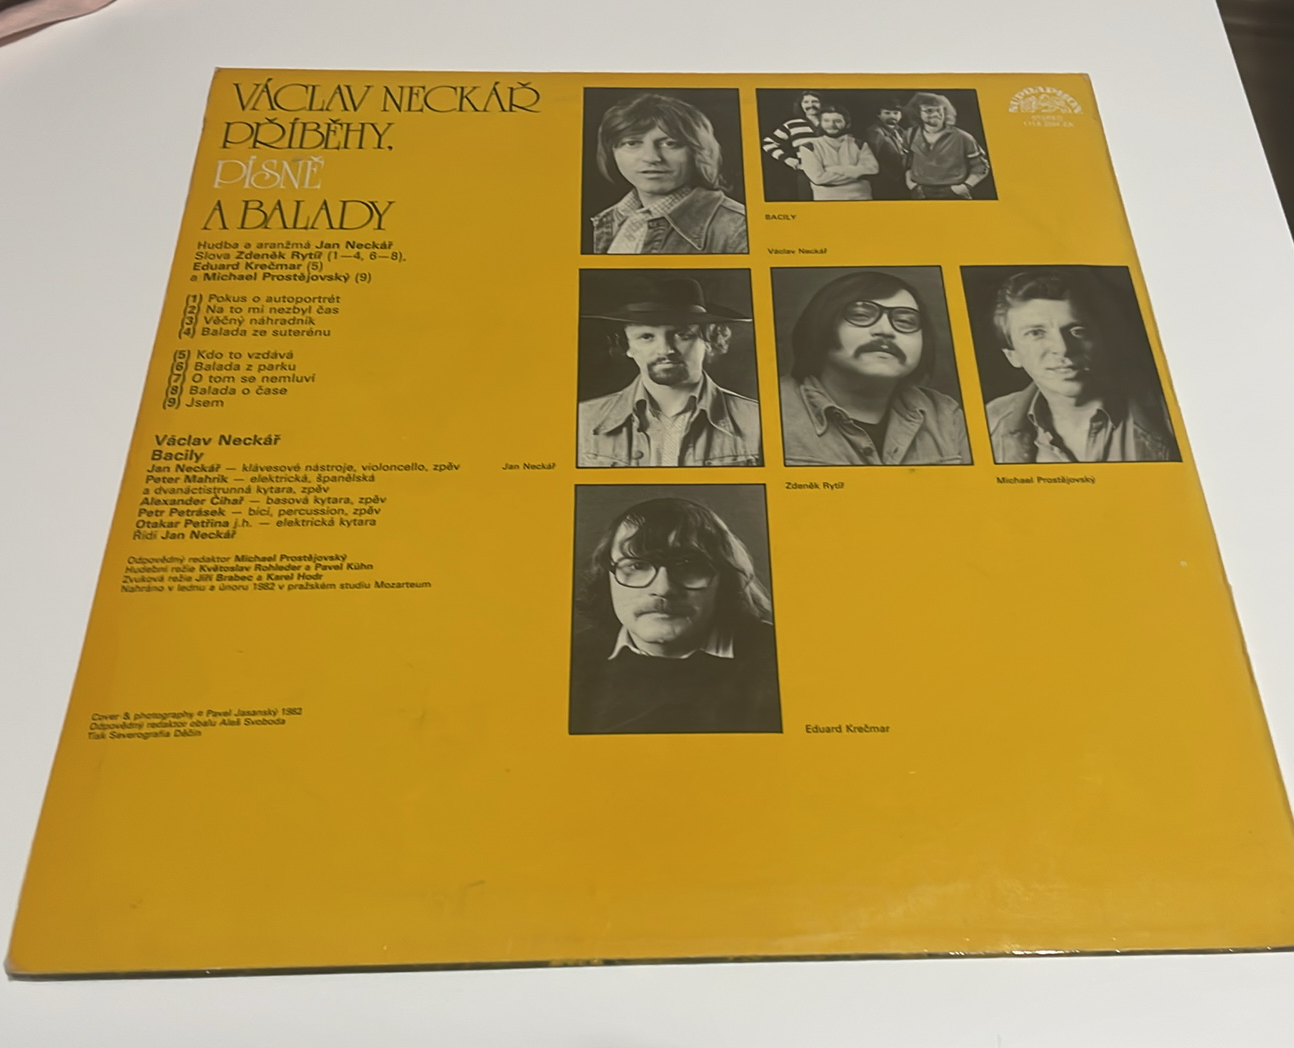 VÁCLAV NECKÁŘ
PŘÍBĚHY,
PÍSNĚ
A BALADY
Hudba a aranžmá Jan Neckář
Slova Zdeněk Rytíř (1—4, 6—8),
Eduard Krečmar (5)
a Michael Prostějovský (9)
(1) Pokus o autoportrét
(2) Na to mi nezbyl čas
(3) Věčný náhradník
(4) Balada ze suterénu
(5) Kdo to vzdává
(6) Balada z parku
(7) O tom se nemluví
(8) Balada o čase
(9) Jsem
Václav Neckář
Bacily
Jan Neckář — klávesové nástroje, violoncello, zpěv
Peter Mahrik — elektrická, španělská
a dvanáctistrunná kytara, zpěv
Alexander Čihař — basová kytara, zpěv
Petr Petrásek — bicí, percussion, zpěv
Otakar Petřina j.h. — elektrická kytara
Řídí Jan Neckář
Odpovědný redaktor Michael Prostějovský
Hudební režie Květoslav Rohleder a Pavel Kühn
Zvuková režie Jiří Brabec a Karel Hodr
Nahráno v lednu a únoru 1982 v pražském studiu Mozarteum
Cover & photography © Pavel Jasanský 1982
Odpovědný redaktor obalu Aleš Svoboda
Tisk Severografia Děčín
SUPRAPHON
STEREO
BACILY
Václav Neckář
Jan Neckář
Zdeněk Rytíř
Michael Prostějovský
Eduard Krečmar